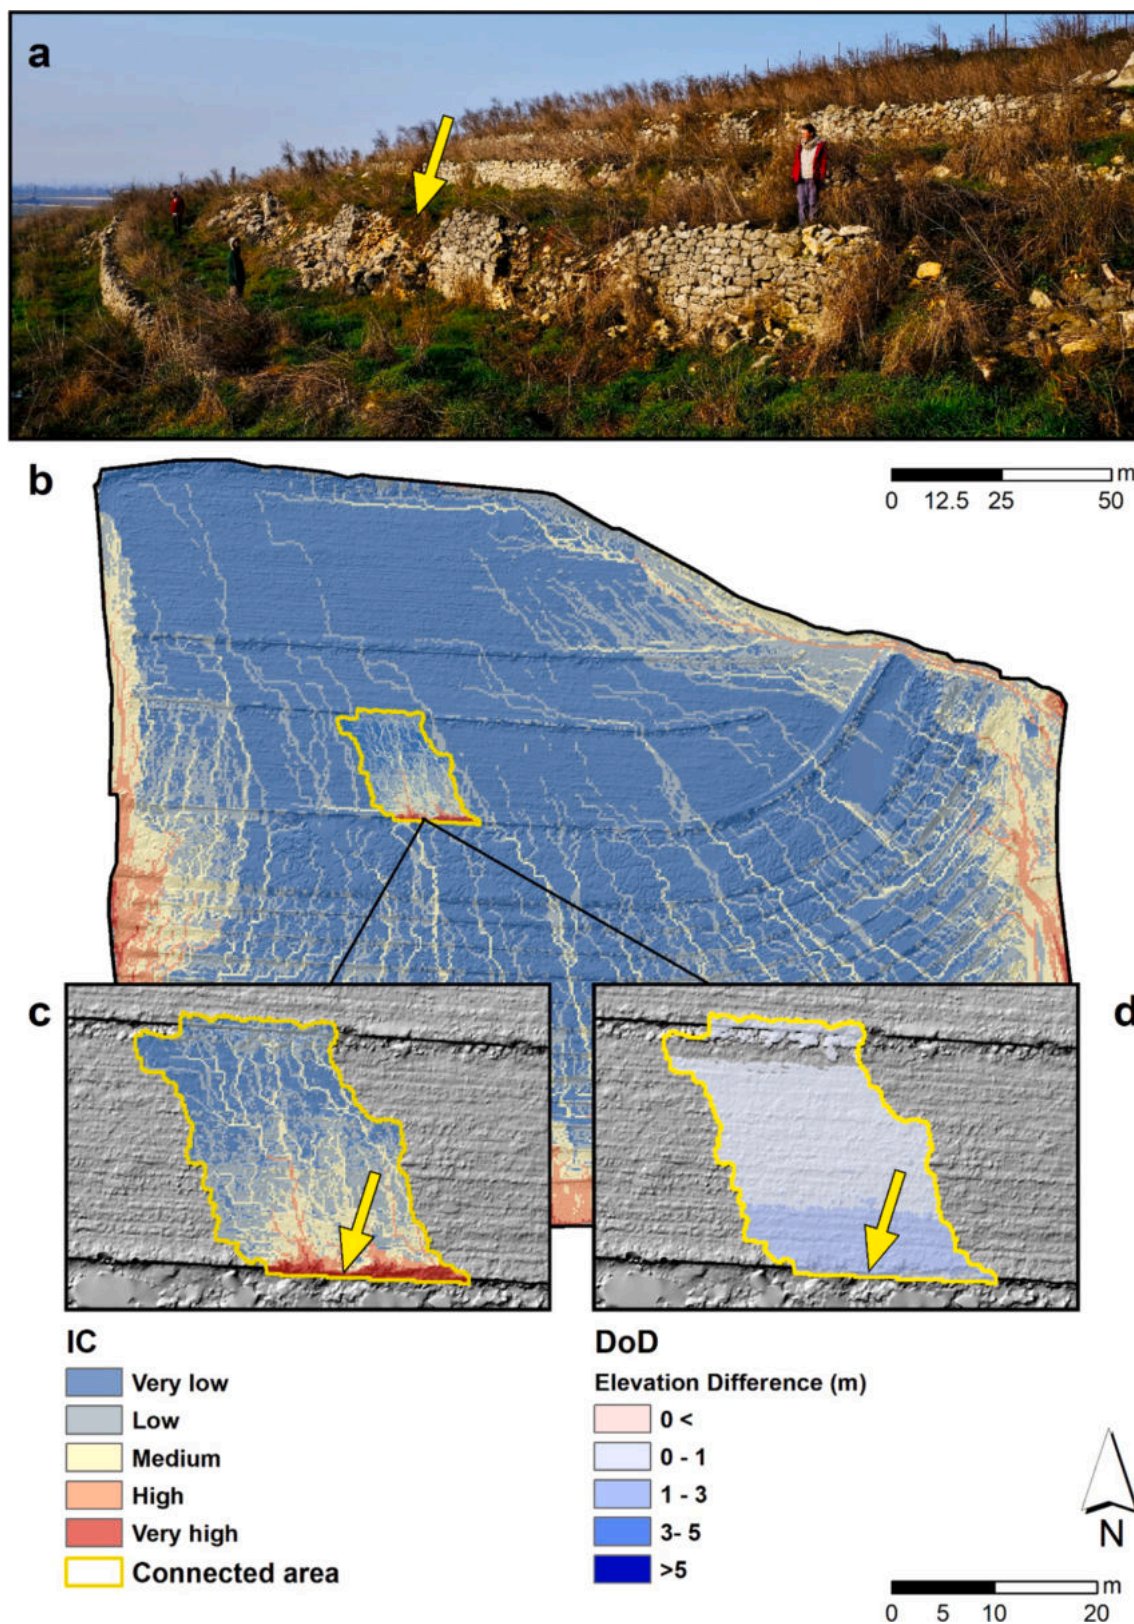 a
b
m
0 12.5 25 50
c
d
IC
Very low
Low
Medium
High
Very high
Connected area
DoD
Elevation Difference (m)
0 <
0 - 1
1 - 3
3- 5
>5
N
m
0 5 10 20